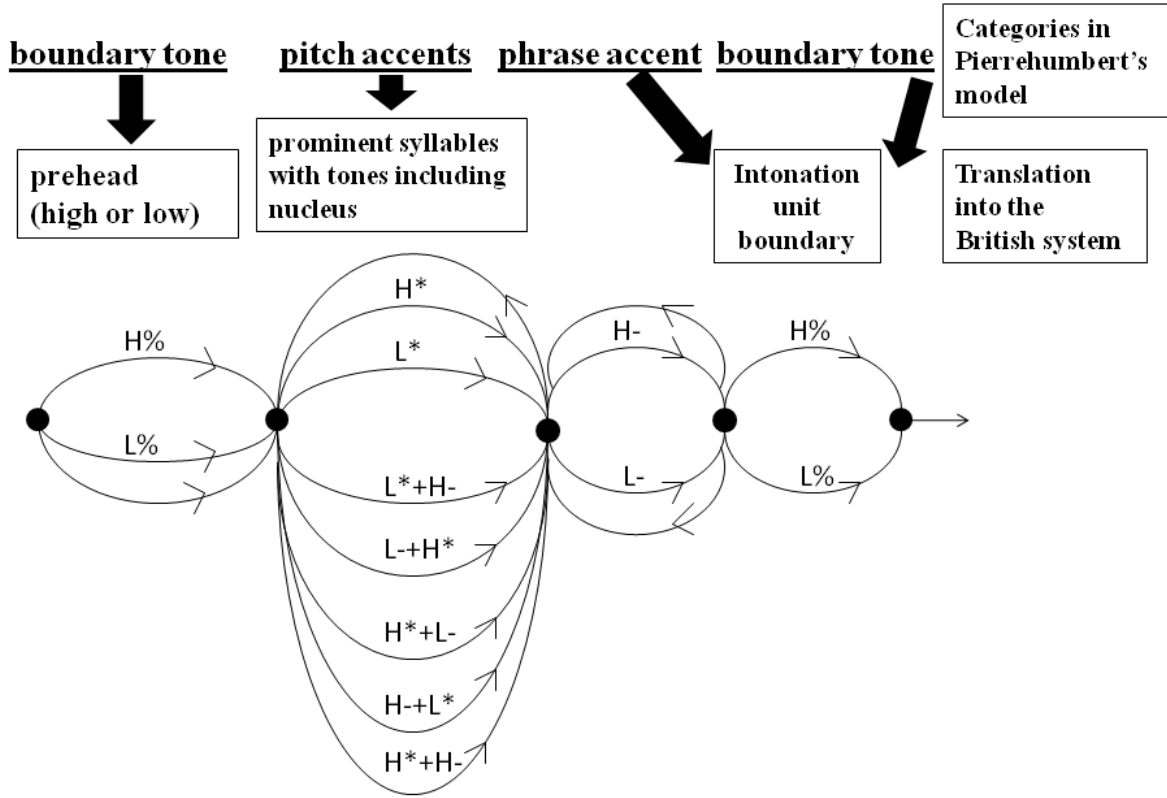 boundary tone
pitch accents
phrase accent
boundary tone
Categories in
Pierrehumbert's
model
prehead
(high or low)
prominent syllables
with tones including
nucleus
Intonation
unit
boundary
Translation
into the
British system
H%
L%
H*
L*
L*+H-
L-+H*
H*+L-
H-+L*
H*+H-
H-
L-
H%
L%